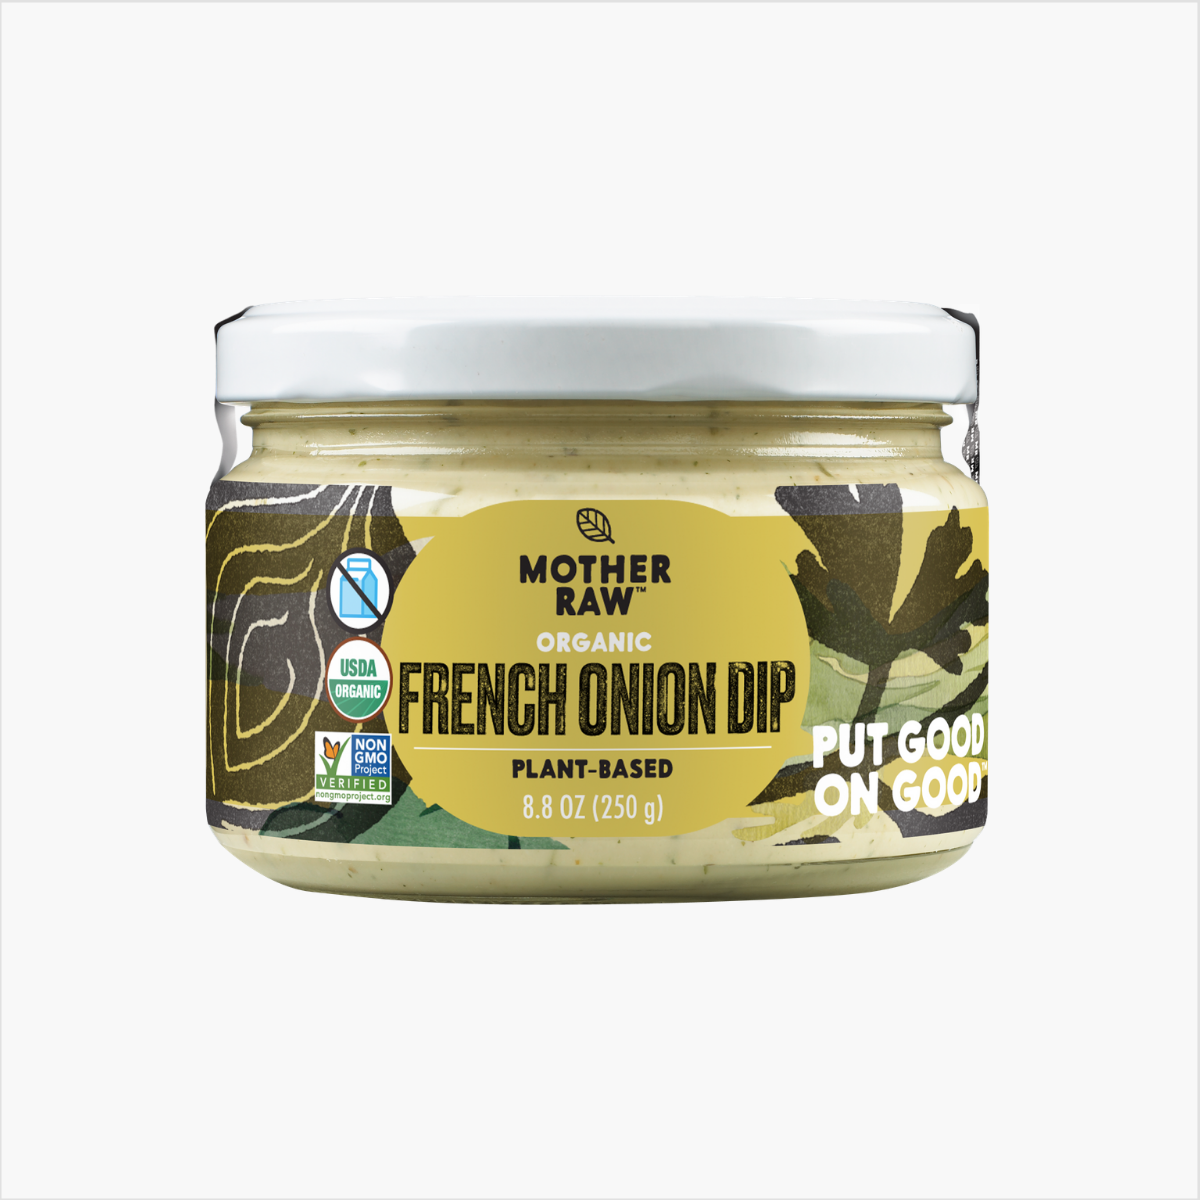 MOTHER
RAW™
ORGANIC
FRENCH ONION DIP
PLANT-BASED
8.8 OZ (250 g)
USDA
ORGANIC
NON
GMO
Project
VERIFIED
nongmoproject.org
PUT GOOD
ON GOOD™